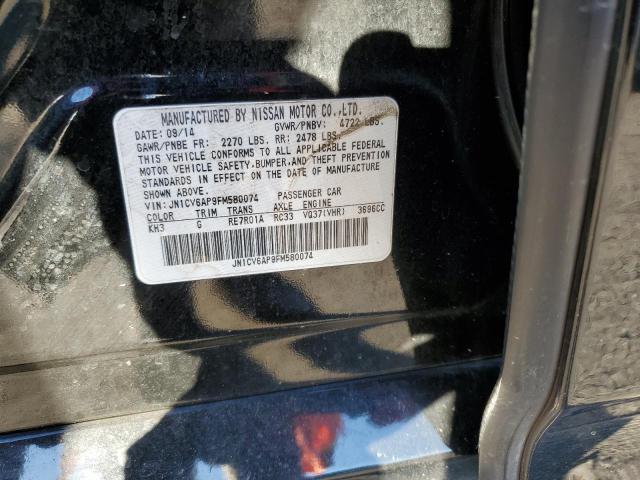 MANUFACTURED BY NISSAN MOTOR CO.,LTD.
DATE: 09/14 GVWR/PNBV: 4722 LBS.
GAWR/PNBE FR: 2270 LBS. RR: 2478 LBS.
THIS VEHICLE CONFORMS TO ALL APPLICABLE FEDERAL
MOTOR VEHICLE SAFETY,BUMPER,AND THEFT PREVENTION
STANDARDS IN EFFECT ON THE DATE OF MANUFACTURE
SHOWN ABOVE.
VIN: JN1CV6AP9FM580074 PASSENGER CAR
COLOR TRIM TRANS AXLE ENGINE
KH3 G RE7R01A RC33 VQ37(VHR) 3696CC
JN1CV6AP9FM580074